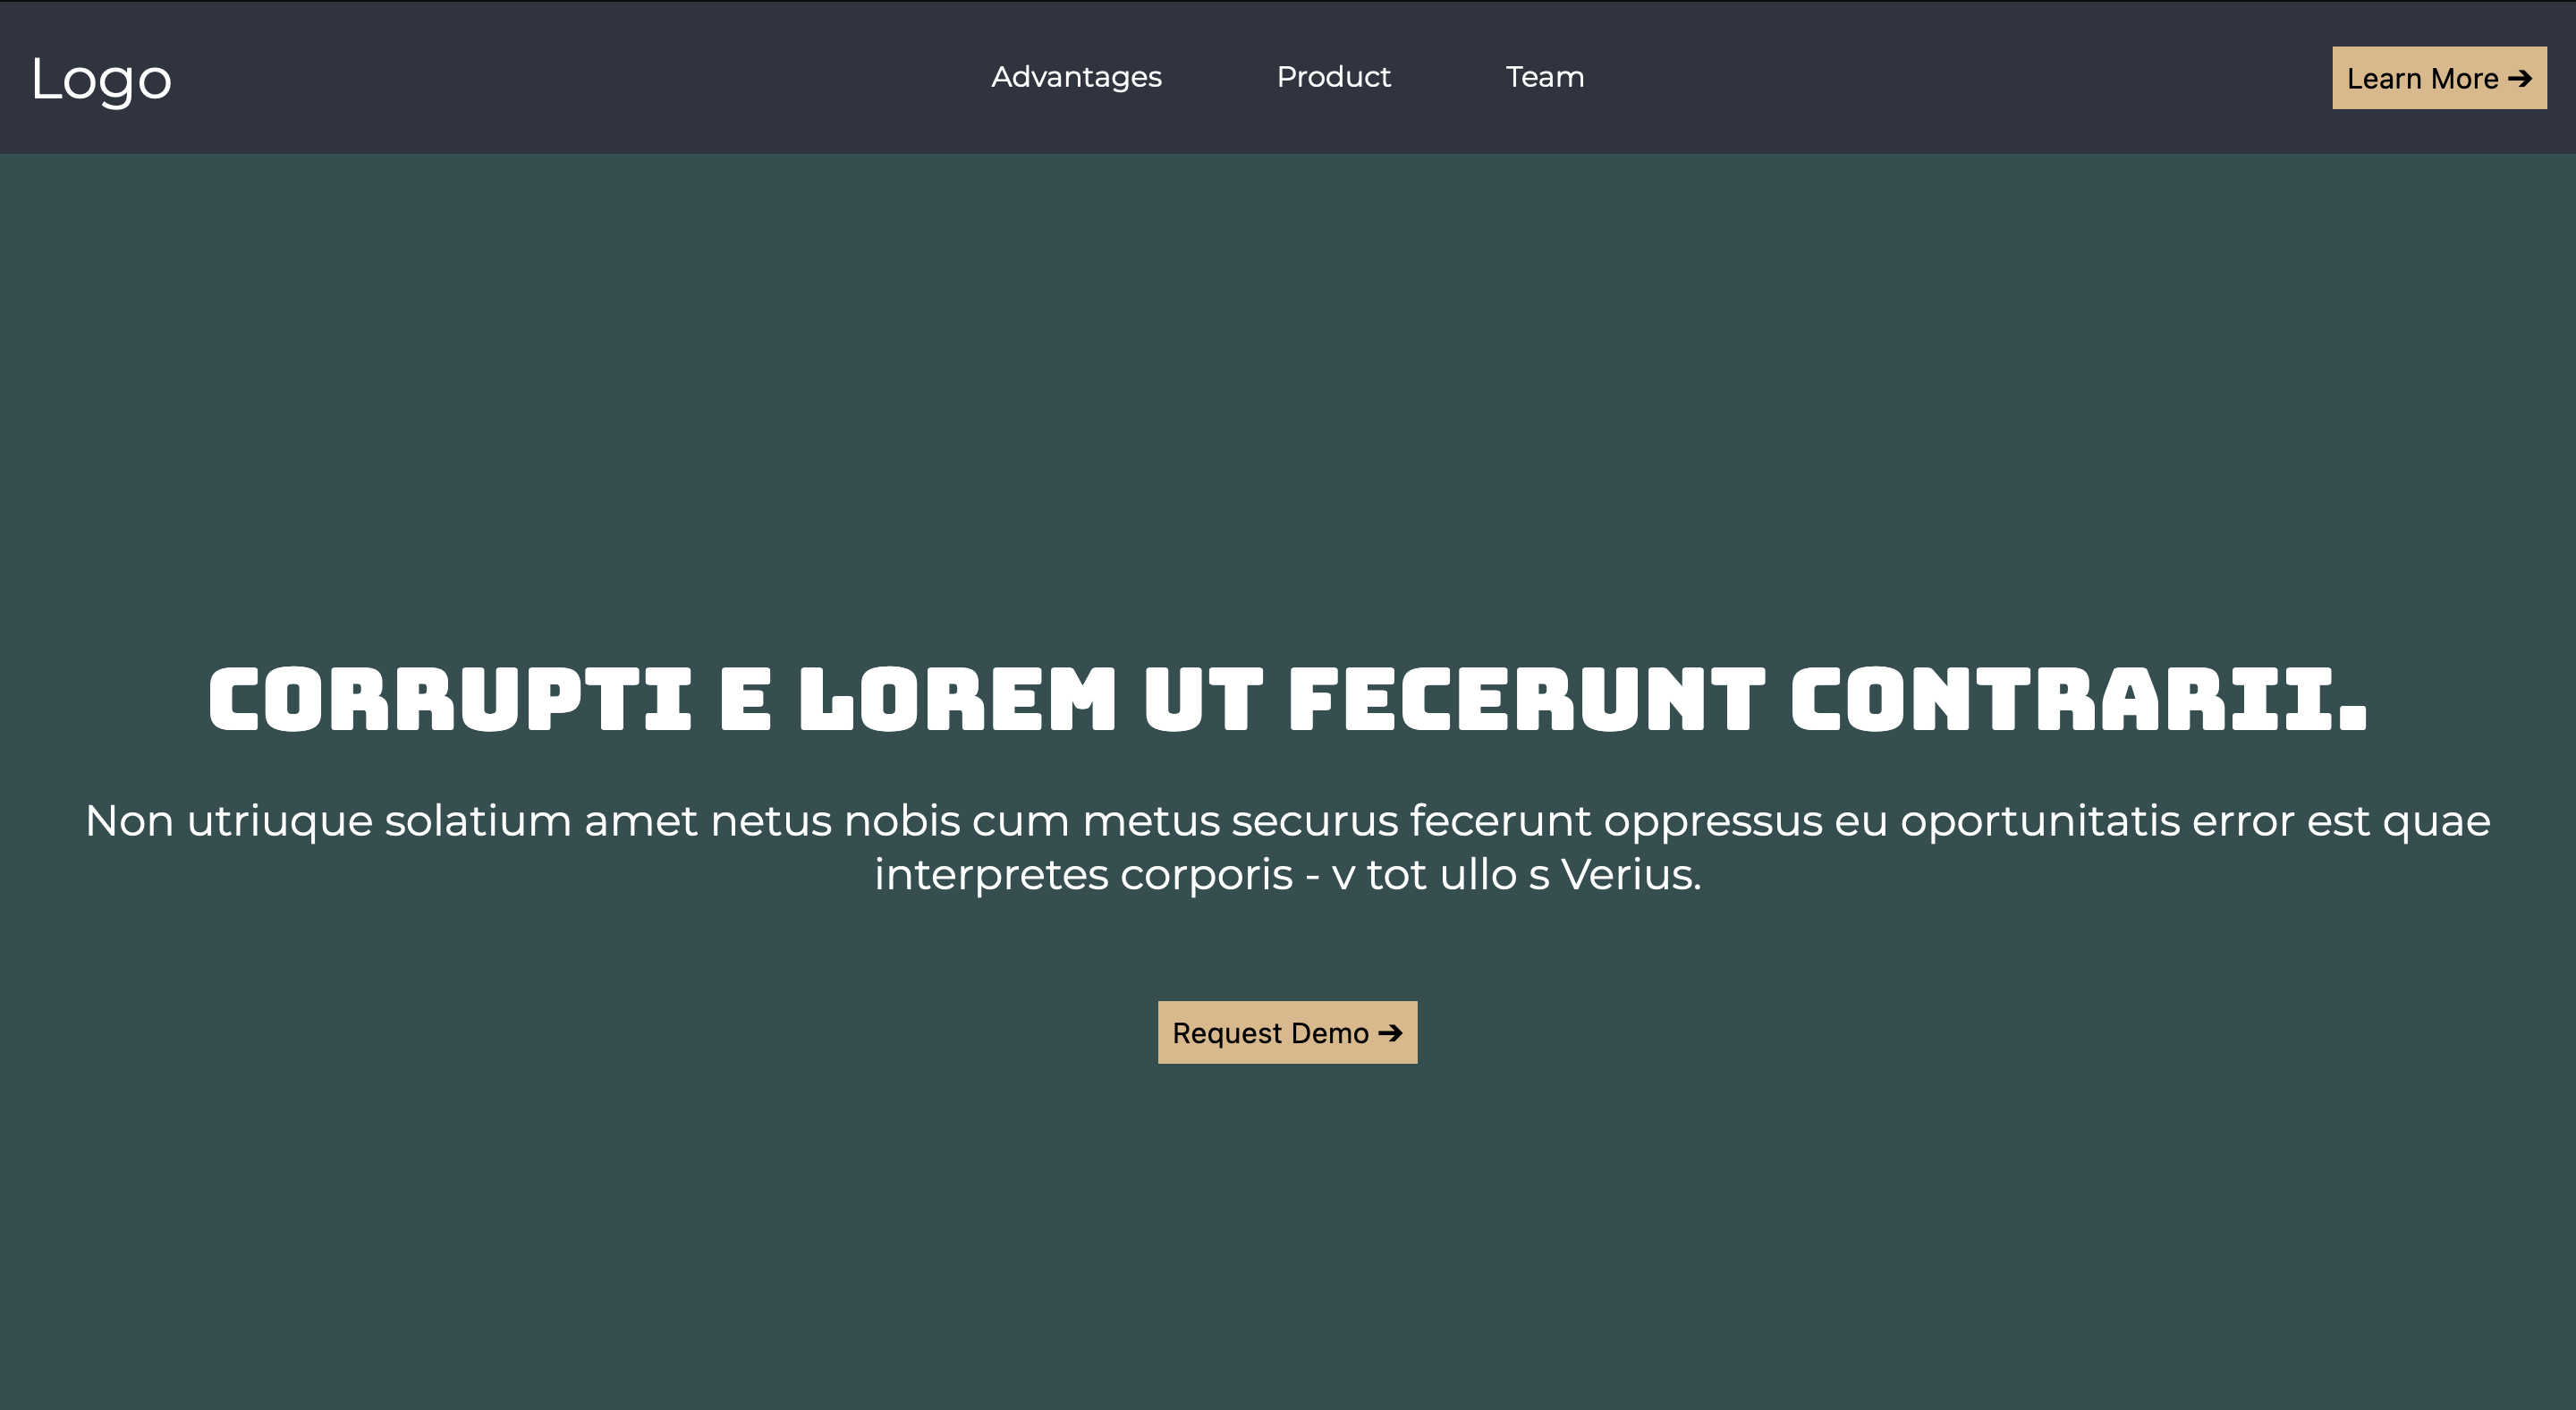 Logo
Advantages Product Team
Learn More ➔
CORRUPTI E LOREM UT FECERUNT CONTRARII.
Non utriuque solatium amet netus nobis cum metus securus fecerunt oppressus eu oportunitatis error est quae
interpretes corporis - v tot ullo s Verius.
Request Demo ➔